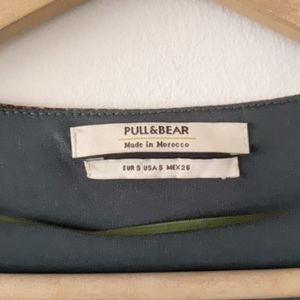 PULL&BEAR
Made in Morocco
EUR S USA S MEX 26